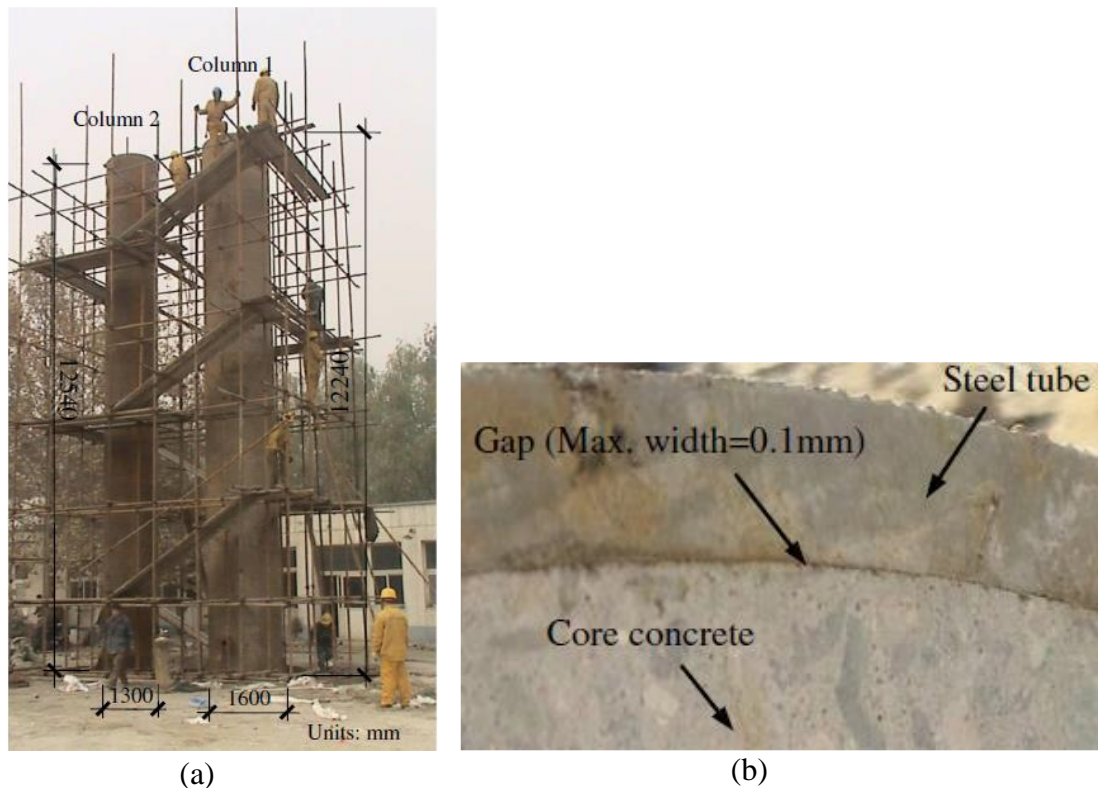 Column 1
Column 2
12540
12240
1300
1600
Units: mm
(a)
Steel tube
Gap (Max. width=0.1mm)
Core concrete
(b)